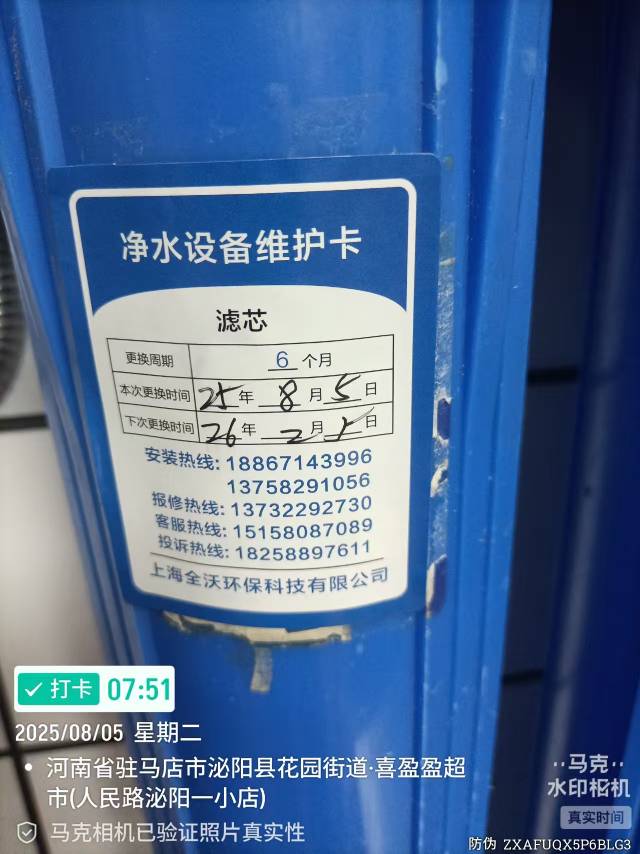 净水设备维护卡
滤芯
更换周期 6 个月
本次更换时间 25 年 8 月 5 日
下次更换时间 26 年 2 月 5 日
安装热线: 18867143996
13758291056
报修热线: 13732292730
客服热线: 15158087089
投诉热线: 18258897611
上海全沃环保科技有限公司
打卡 07:51
2025/08/05 星期二
河南省驻马店市泌阳县花园街道·喜盈盈超
市(人民路泌阳一小店)
马克相机已验证照片真实性
马克
水印相机
真实时间
防伪 ZXAFUQX5P6BLG3